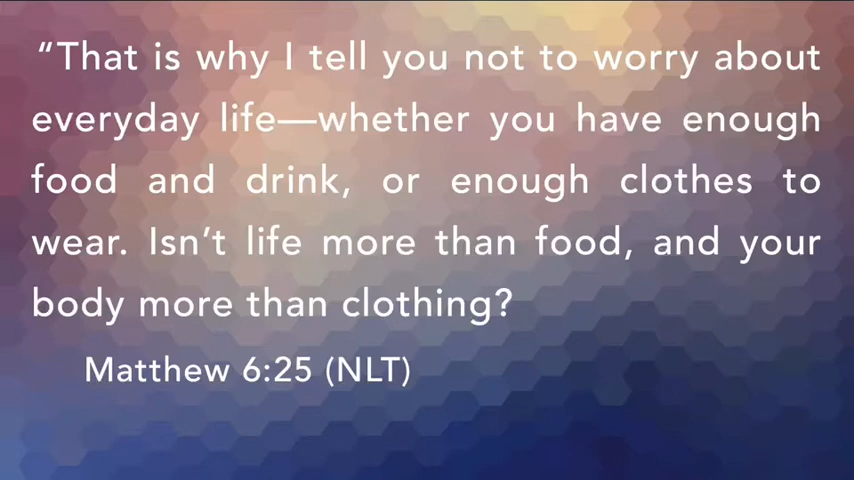 “That is why I tell you not to worry about
everyday life—whether you have enough
food and drink, or enough clothes to
wear. Isn’t life more than food, and your
body more than clothing?
Matthew 6:25 (NLT)